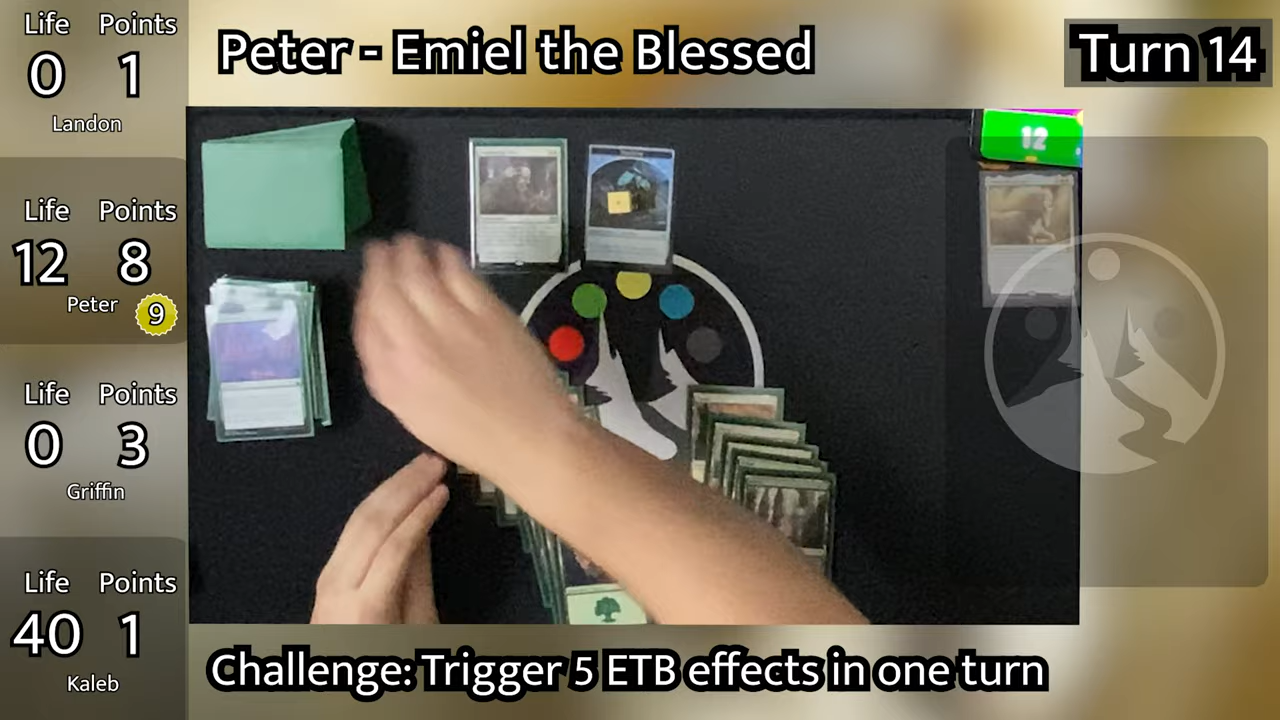 Life Points
0 1
Landon
Life Points
12 8
Peter 9
Life Points
0 3
Griffin
Life Points
40 1
Kaleb
Peter - Emiel the Blessed
Turn 14
12
Challenge: Trigger 5 ETB effects in one turn